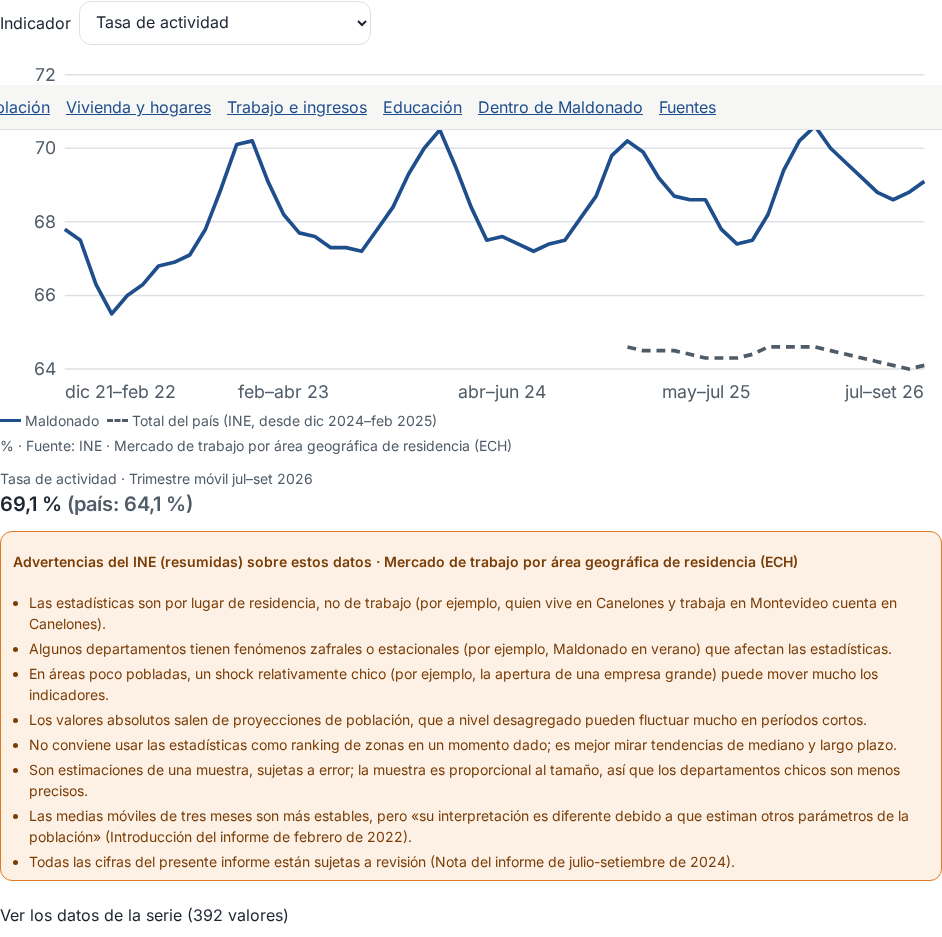 Indicador Tasa de actividad
72
Vivienda y hogares Trabajo e ingresos Educación Dentro de Maldonado Fuentes
70
68
66
64
dic 21–feb 22 feb–abr 23 abr–jun 24 may–jul 25 jul–set 26
Maldonado Total del país (INE, desde dic 2024–feb 2025)
% · Fuente: INE · Mercado de trabajo por área geográfica de residencia (ECH)
Tasa de actividad · Trimestre móvil jul–set 2026
69,1 % (país: 64,1 %)
Advertencias del INE (resumidas) sobre estos datos · Mercado de trabajo por área geográfica de residencia (ECH)
• Las estadísticas son por lugar de residencia, no de trabajo (por ejemplo, quien vive en Canelones y trabaja en Montevideo cuenta en
Canelones).
• Algunos departamentos tienen fenómenos zafrales o estacionales (por ejemplo, Maldonado en verano) que afectan las estadísticas.
• En áreas poco pobladas, un shock relativamente chico (por ejemplo, la apertura de una empresa grande) puede mover mucho los
indicadores.
• Los valores absolutos salen de proyecciones de población, que a nivel desagregado pueden fluctuar mucho en períodos cortos.
• No conviene usar las estadísticas como ranking de zonas en un momento dado; es mejor mirar tendencias de mediano y largo plazo.
• Son estimaciones de una muestra, sujetas a error; la muestra es proporcional al tamaño, así que los departamentos chicos son menos
precisos.
• Las medias móviles de tres meses son más estables, pero «su interpretación es diferente debido a que estiman otros parámetros de la
población» (Introducción del informe de febrero de 2022).
• Todas las cifras del presente informe están sujetas a revisión (Nota del informe de julio-setiembre de 2024).
Ver los datos de la serie (392 valores)